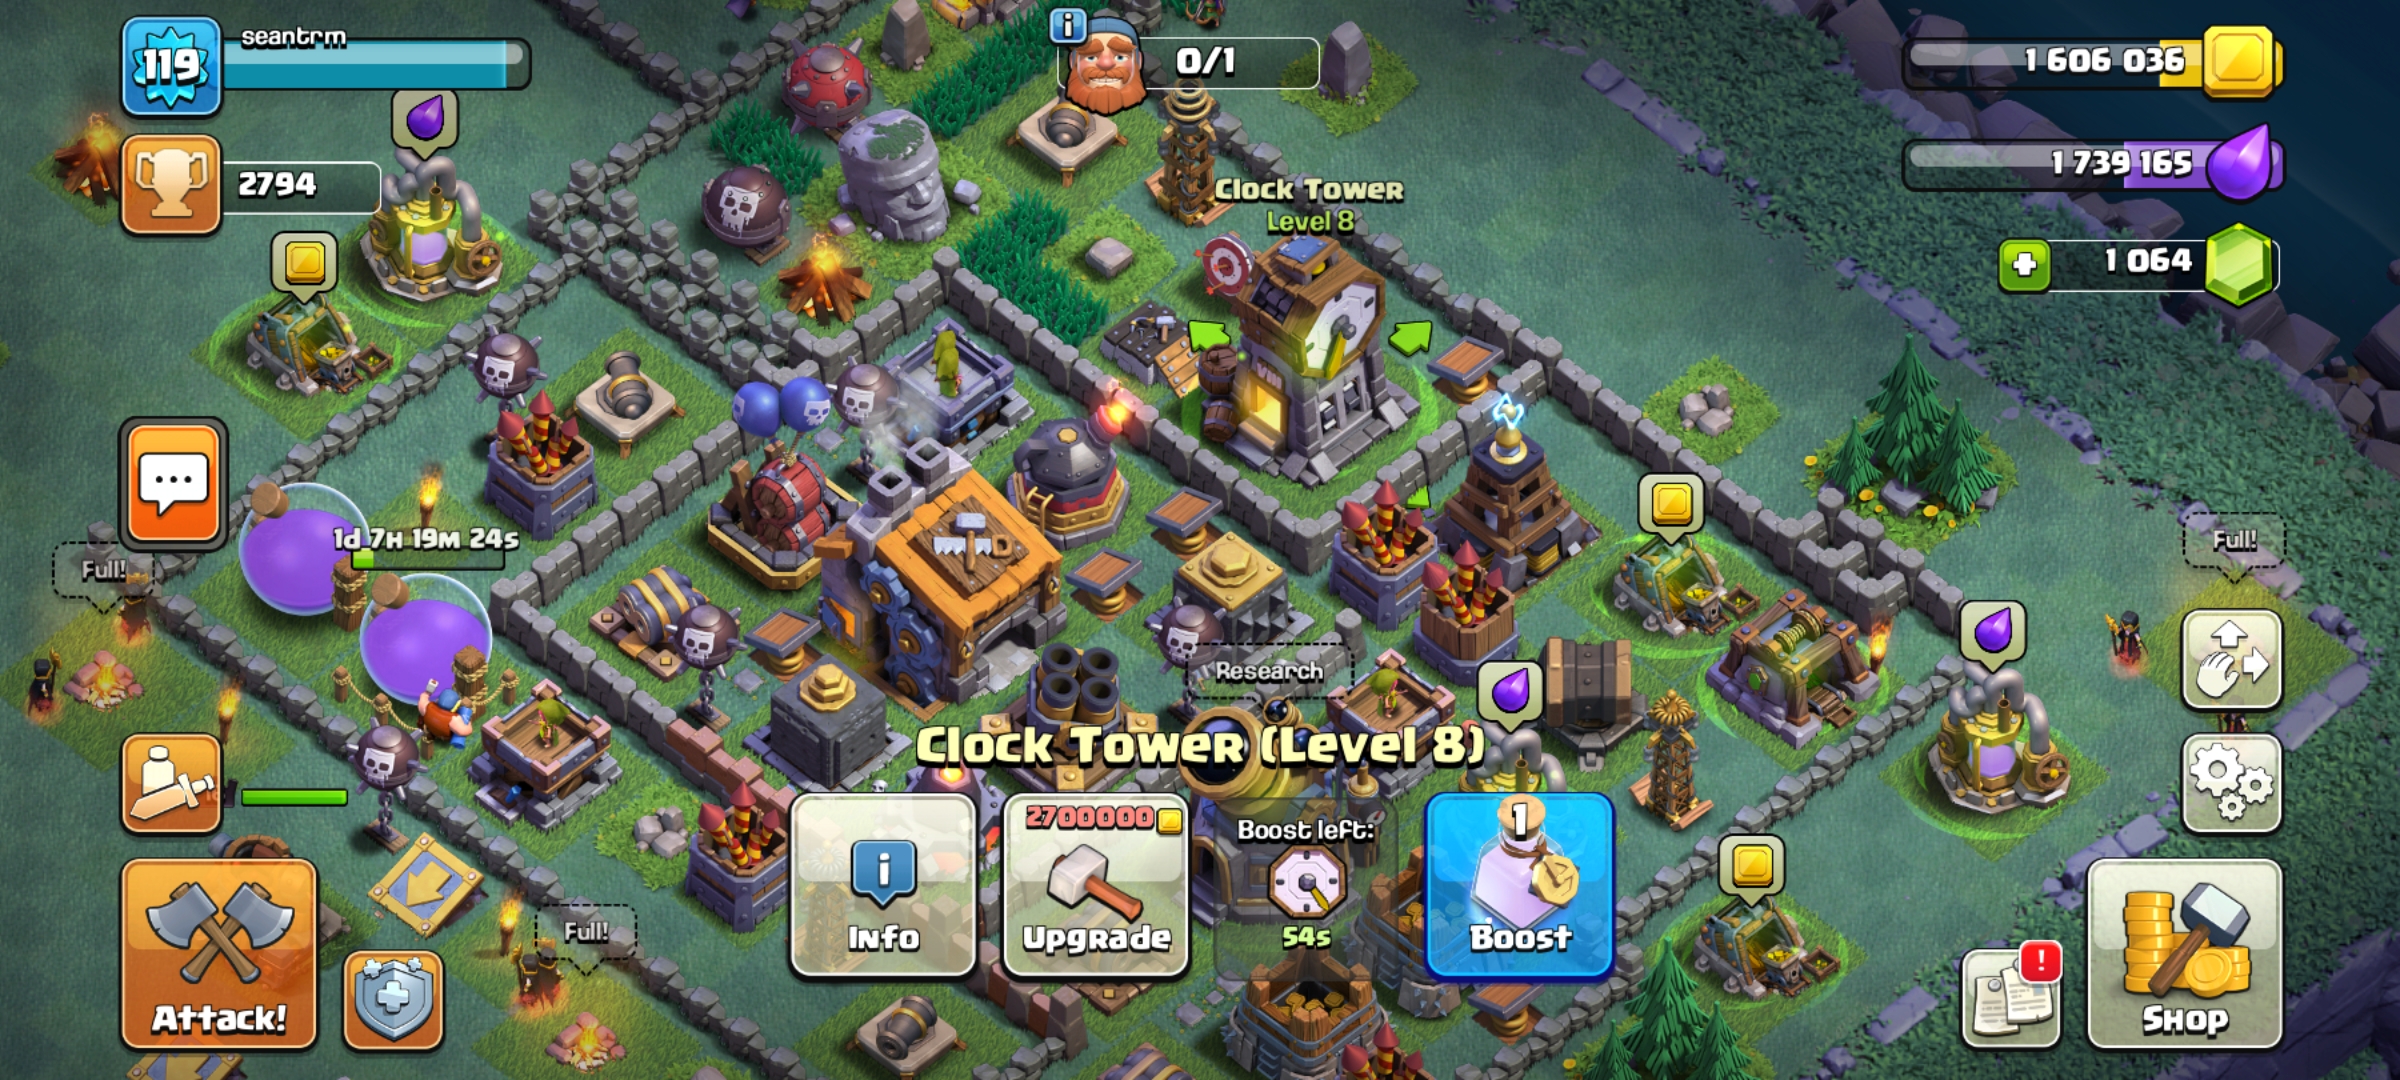 119
seantrm
0/1
1 606 036
2794
1 739 165
Clock Tower
Level 8
1 064
1d 7h 19m 24s
Full!
Full!
Research
Clock Tower (Level 8)
2700000
Boost left:
1
Info
Upgrade
54s
Boost
Full!
!
Attack!
Shop